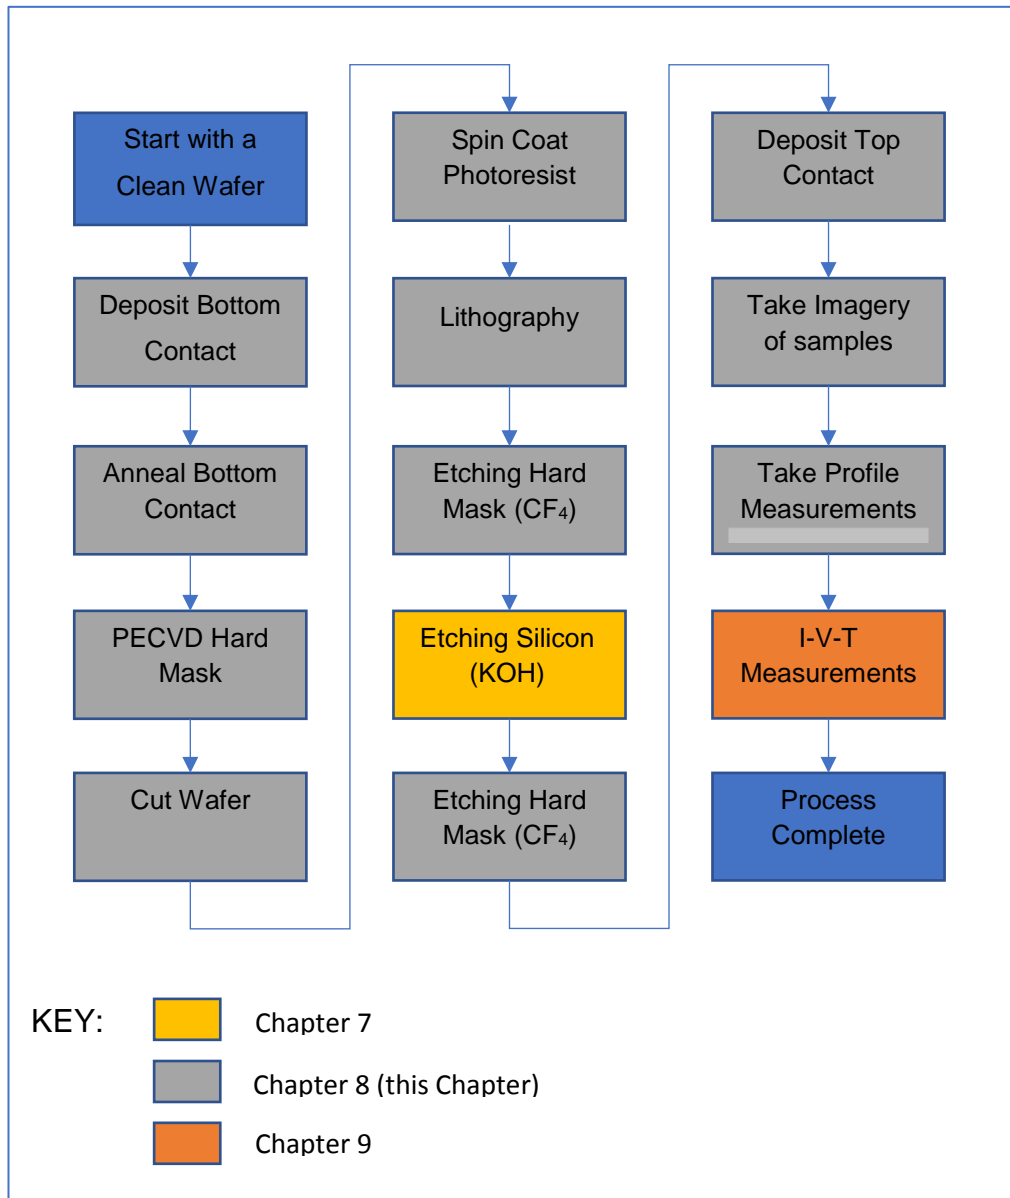 Start with a
Clean Wafer
Deposit Bottom
Contact
Anneal Bottom
Contact
PECVD Hard
Mask
Cut Wafer
Spin Coat
Photoresist
Lithography
Etching Hard
Mask (CF₄)
Etching Silicon
(KOH)
Etching Hard
Mask (CF₄)
Deposit Top
Contact
Take Imagery
of samples
Take Profile
Measurements
I-V-T
Measurements
Process
Complete
KEY:
Chapter 7
Chapter 8 (this Chapter)
Chapter 9